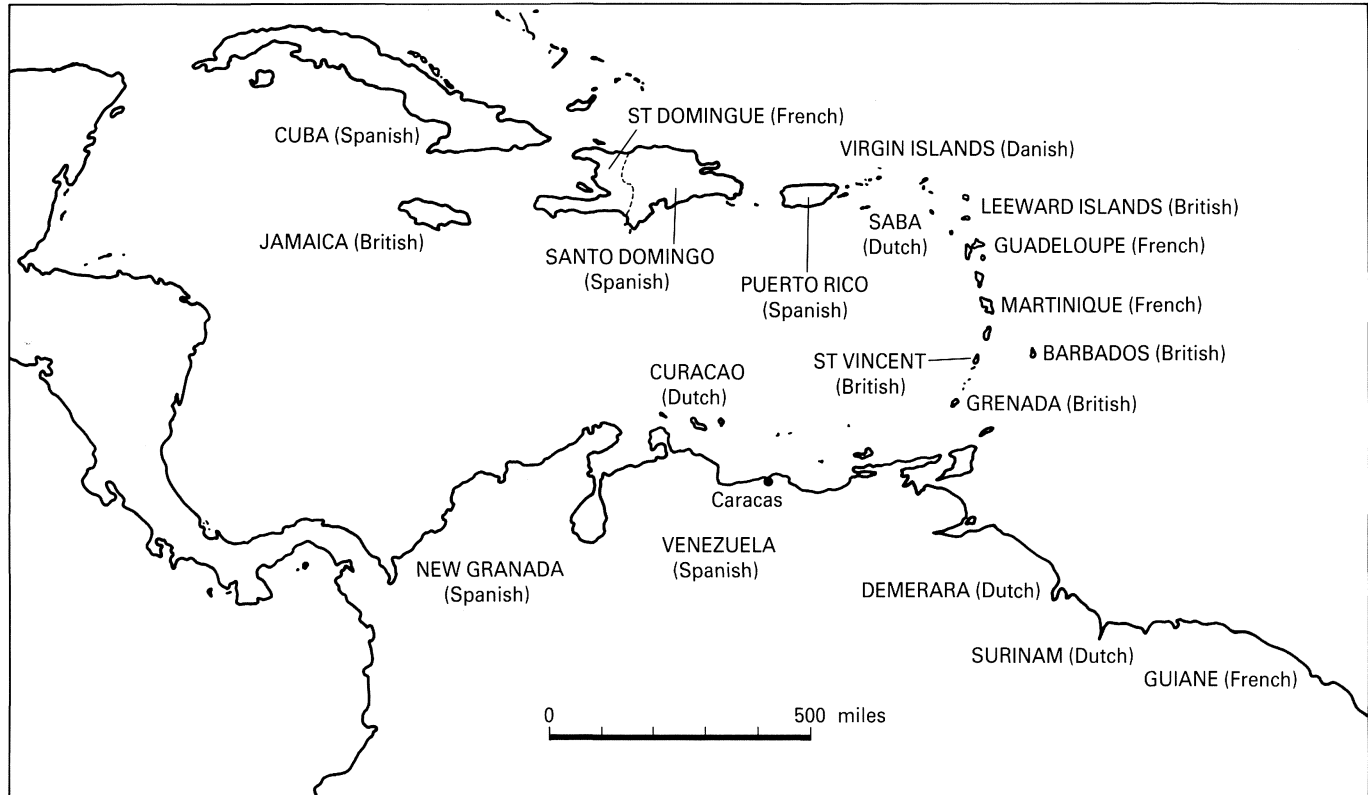 ST DOMINGUE (French)
CUBA (Spanish)
VIRGIN ISLANDS (Danish)
LEEWARD ISLANDS (British)
SABA
(Dutch)
JAMAICA (British)
GUADELOUPE (French)
SANTO DOMINGO
(Spanish)
PUERTO RICO
(Spanish)
MARTINIQUE (French)
ST VINCENT
(British)
BARBADOS (British)
CURACAO
(Dutch)
GRENADA (British)
Caracas
VENEZUELA
(Spanish)
NEW GRANADA
(Spanish)
DEMERARA (Dutch)
SURINAM (Dutch)
GUIANE (French)
0 500 miles